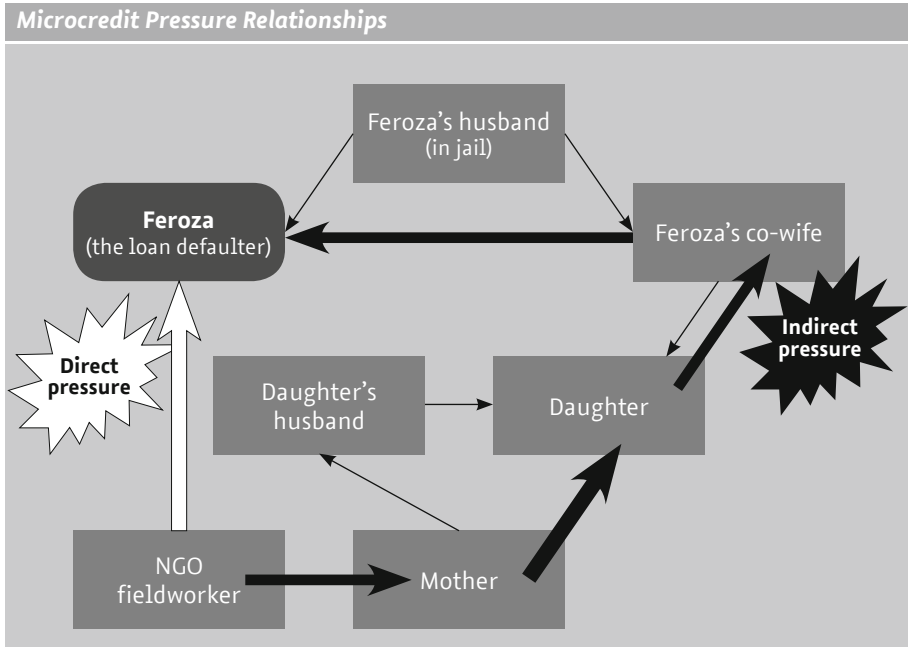 Microcredit Pressure Relationships
Feroza’s husband
(in jail)
Feroza
(the loan defaulter)
Feroza’s co-wife
Direct
pressure
Indirect
pressure
Daughter’s
husband
Daughter
NGO
fieldworker
Mother